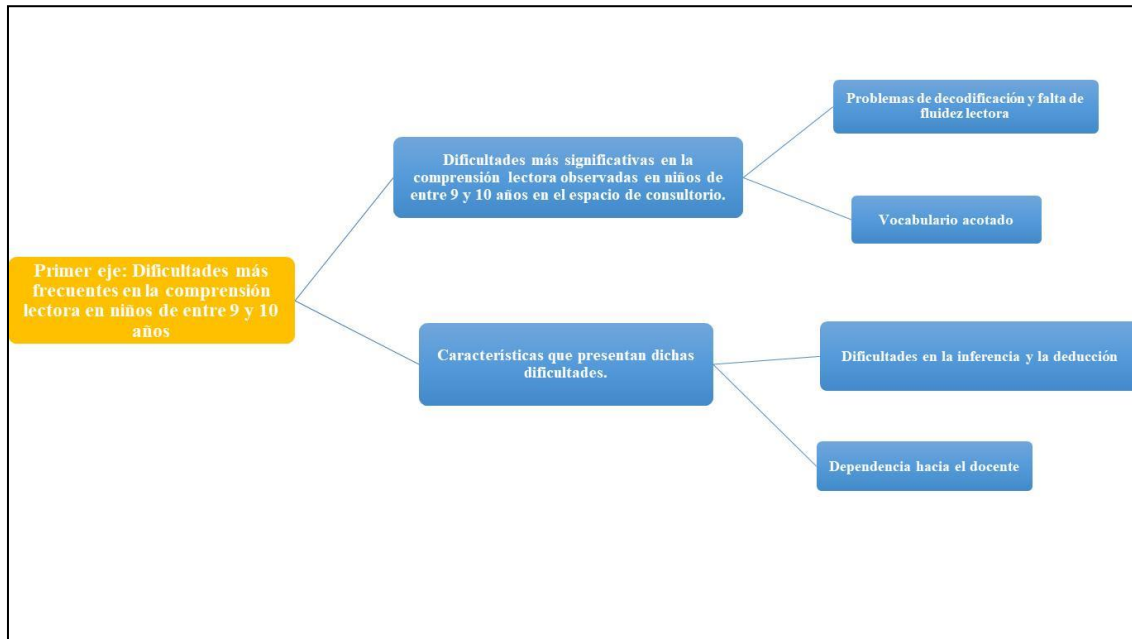 Primer eje: Dificultades más
frecuentes en la comprensión
lectora en niños de entre 9 y 10
años
Dificultades más significativas en la
comprensión lectora observadas en niños de
entre 9 y 10 años en el espacio de consultorio.
Problemas de decodificación y falta de
fluidez lectora
Vocabulario acotado
Características que presentan dichas
dificultades.
Dificultades en la inferencia y la deducción
Dependencia hacia el docente